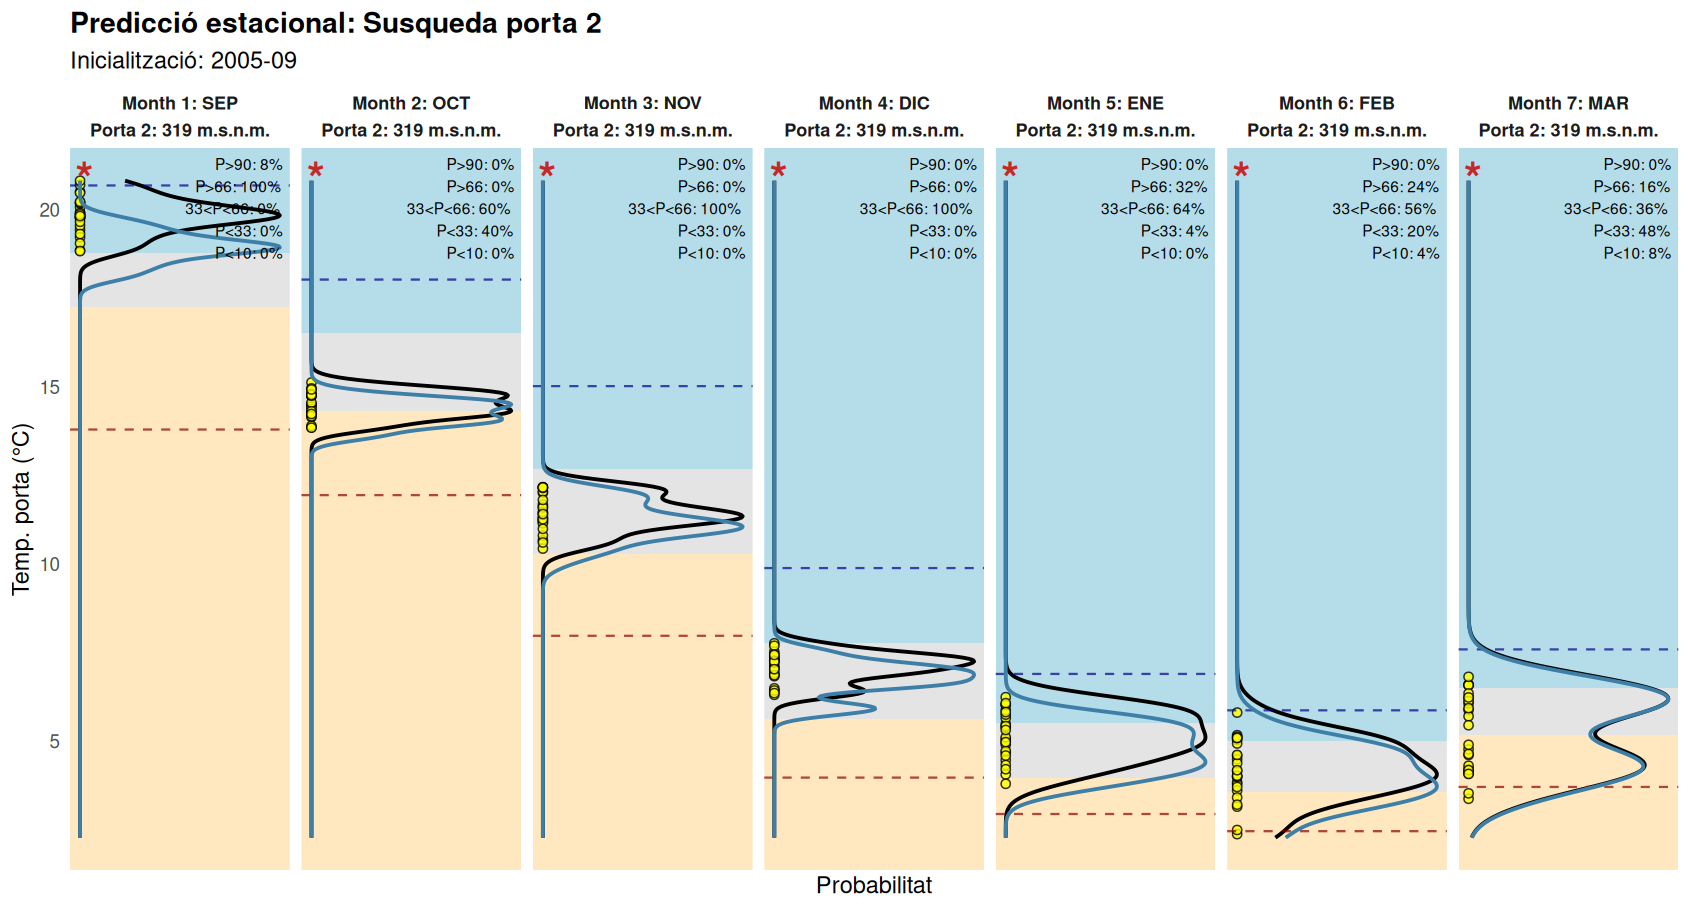 Predicció estacional: Susqueda porta 2
Inicialització: 2005-09
Month 1: SEP
Porta 2: 319 m.s.n.m.
Month 2: OCT
Porta 2: 319 m.s.n.m.
Month 3: NOV
Porta 2: 319 m.s.n.m.
Month 4: DIC
Porta 2: 319 m.s.n.m.
Month 5: ENE
Porta 2: 319 m.s.n.m.
Month 6: FEB
Porta 2: 319 m.s.n.m.
Month 7: MAR
Porta 2: 319 m.s.n.m.
*
P>90: 8%
P>66: 100%
33<P<66: 0%
P<33: 0%
P<10: 0%
*
P>90: 0%
P>66: 0%
33<P<66: 60%
P<33: 40%
P<10: 0%
*
P>90: 0%
P>66: 0%
33<P<66: 100%
P<33: 0%
P<10: 0%
*
P>90: 0%
P>66: 0%
33<P<66: 100%
P<33: 0%
P<10: 0%
*
P>90: 0%
P>66: 32%
33<P<66: 64%
P<33: 4%
P<10: 0%
*
P>90: 0%
P>66: 24%
33<P<66: 56%
P<33: 20%
P<10: 4%
*
P>90: 0%
P>66: 16%
33<P<66: 36%
P<33: 48%
P<10: 8%
20
15
10
5
Temp. porta (°C)
Probabilitat